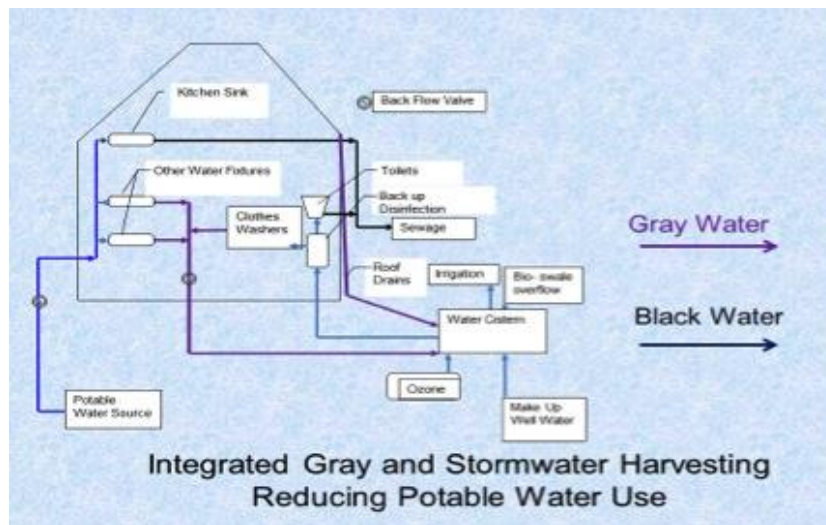 Kitchen Sink
Back Flow Valve
Other Water Fixtures
Toilets
Back up
Disinfection
Clothes
Washers
Sewage
Gray Water
Roof
Drains
Irrigation
Bio- swale
overflow
Water Cistern
Black Water
Ozone
Potable
Water Source
Make Up
Well Water
Integrated Gray and Stormwater Harvesting
Reducing Potable Water Use